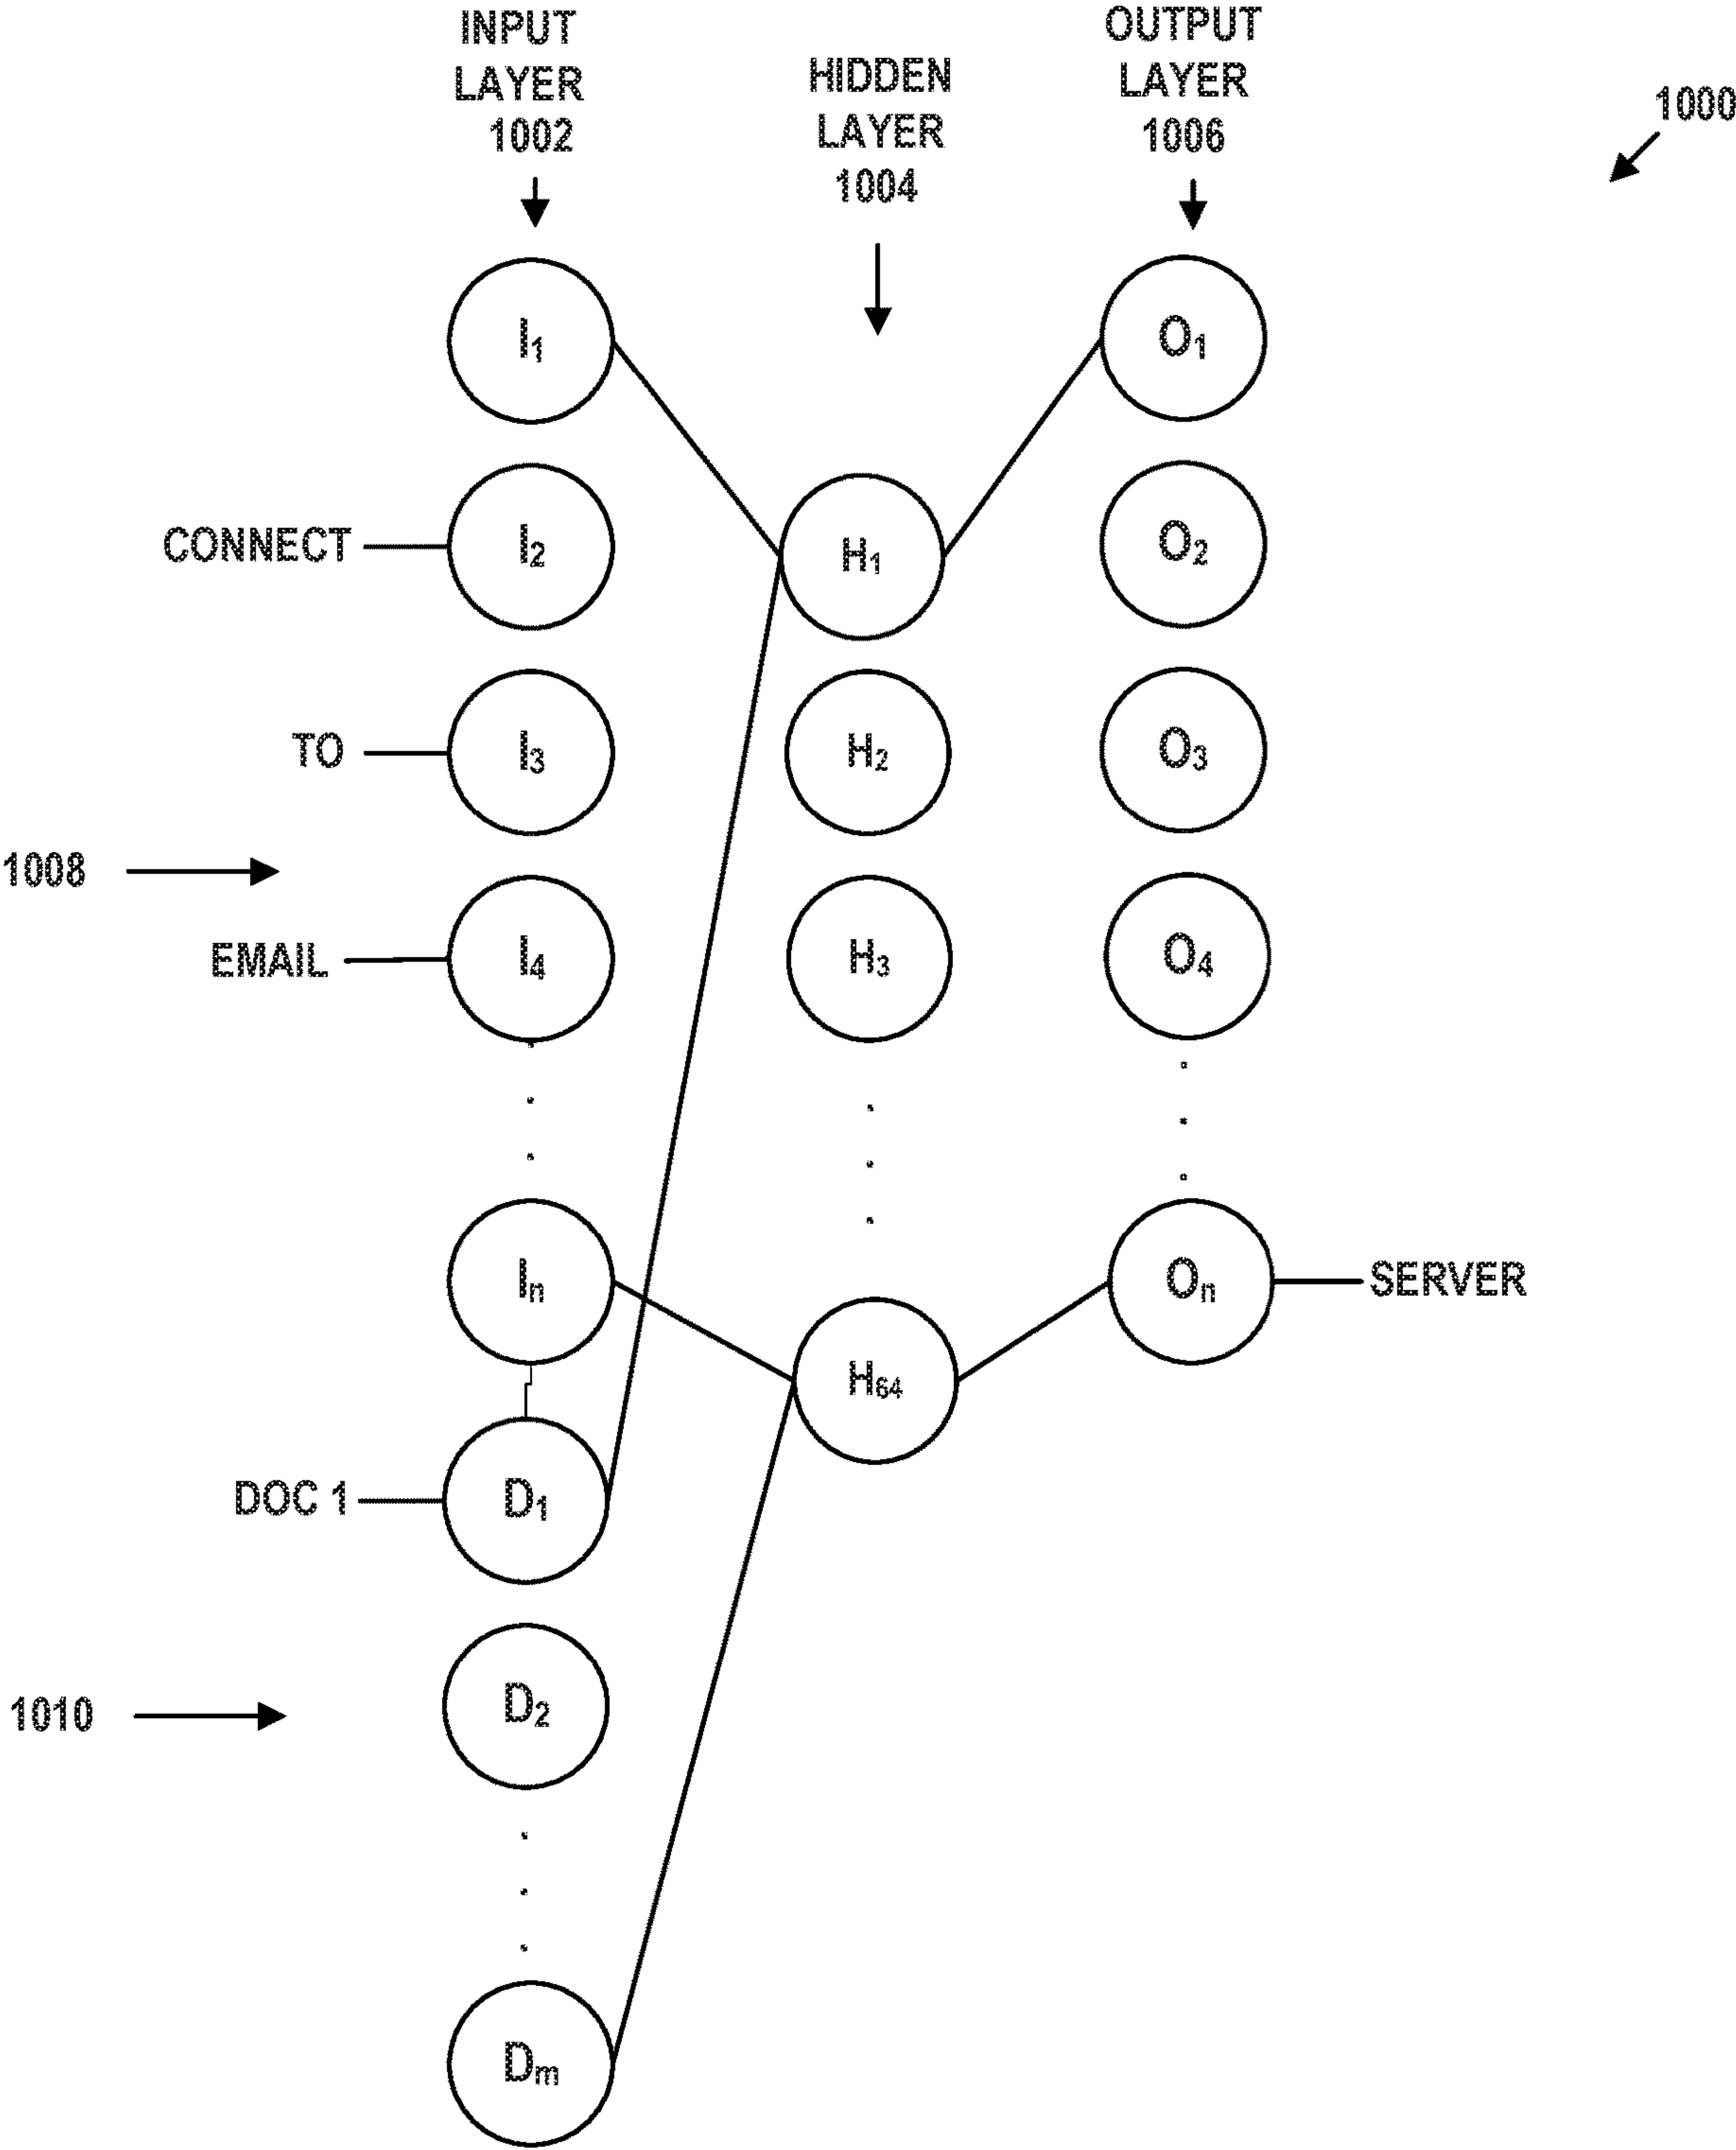 INPUT
LAYER
1002
HIDDEN
LAYER
1004
OUTPUT
LAYER
1006
1000
I₁
O₁
CONNECT
I₂
H₁
O₂
TO
I₃
H₂
O₃
1008
EMAIL
I₄
H₃
O₄
Iₙ
Oₙ
SERVER
H₆₄
DOC 1
D₁
1010
D₂
Dₘ